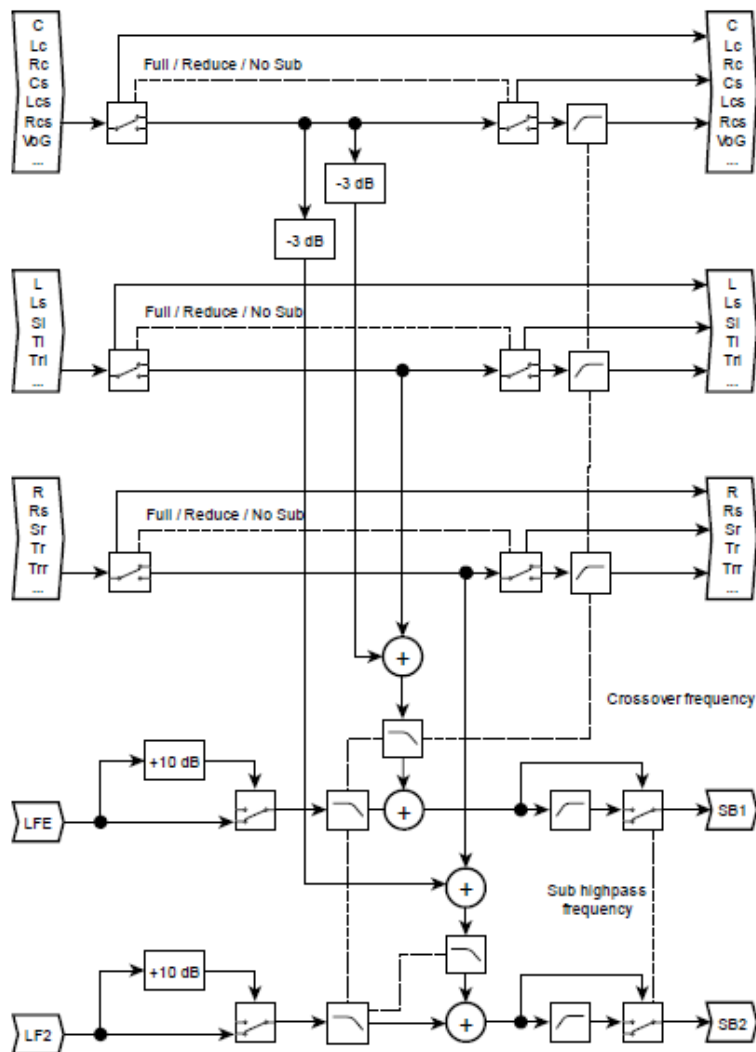 C
Lc
Rc
Cs
Lcs
Rcs
VoG
....
Full / Reduce / No Sub
C
Lc
Rc
Cs
Lcs
Rcs
VoG
....
-3 dB
-3 dB
L
Ls
Sl
Tl
Trl
....
Full / Reduce / No Sub
L
Ls
Sl
Tl
Trl
....
R
Rs
Sr
Tr
Trr
....
Full / Reduce / No Sub
R
Rs
Sr
Tr
Trr
....
+
Crossover frequency
+10 dB
LFE
+
SB1
+
Sub highpass
frequency
+10 dB
LF2
+
SB2